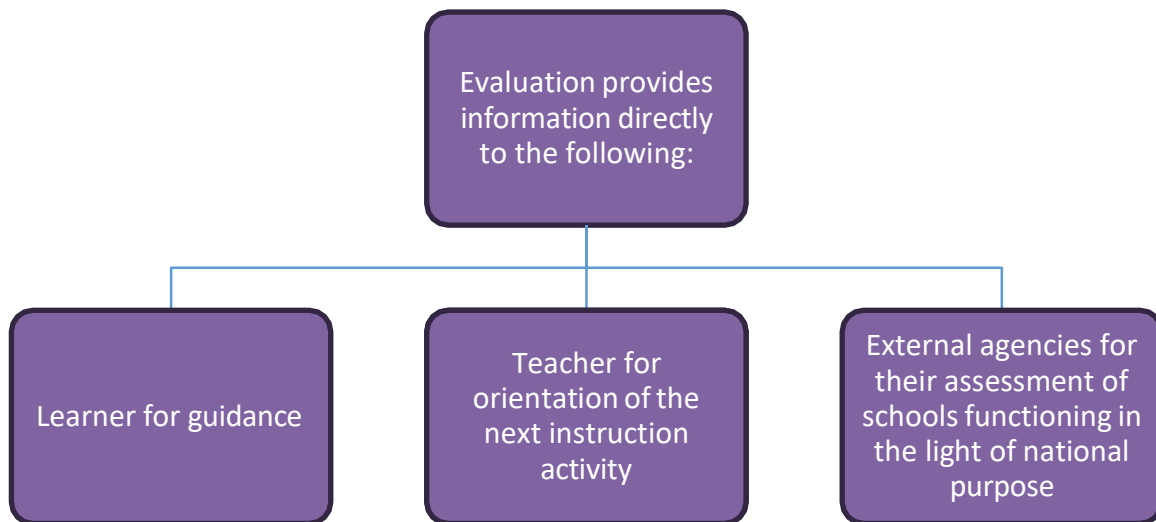 Evaluation provides
information directly
to the following:
Learner for guidance
Teacher for
orientation of the
next instruction
activity
External agencies for
their assessment of
schools functioning in
the light of national
purpose